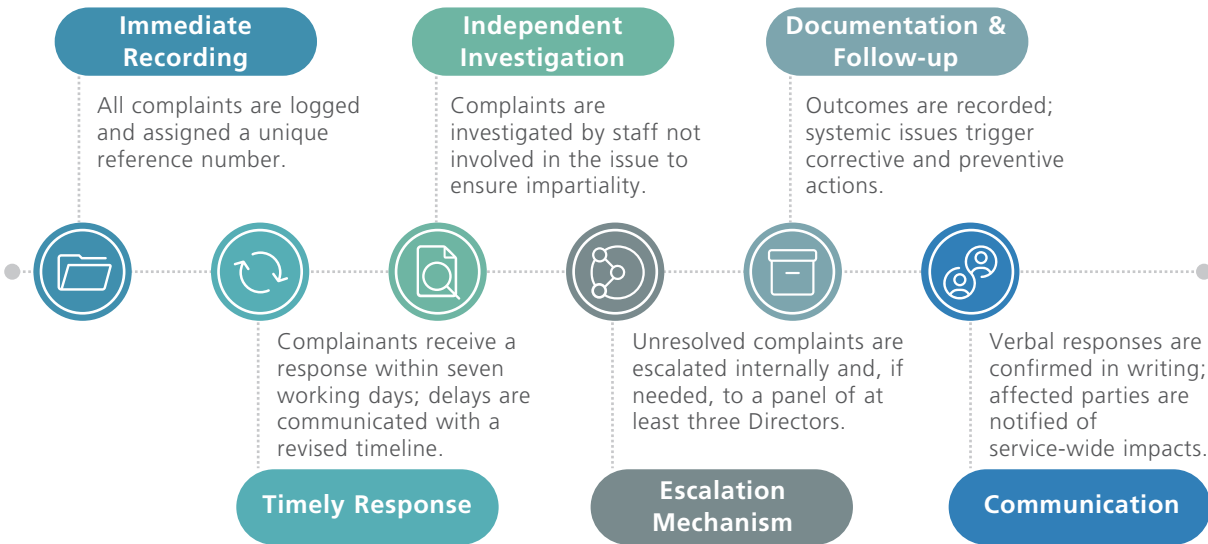 Immediate
Recording
All complaints are logged
and assigned a unique
reference number.
Complainants receive a
response within seven
working days; delays are
communicated with a
revised timeline.
Timely Response
Independent
Investigation
Complaints are
investigated by staff not
involved in the issue to
ensure impartiality.
Unresolved complaints are
escalated internally and, if
needed, to a panel of at
least three Directors.
Escalation
Mechanism
Documentation &
Follow-up
Outcomes are recorded;
systemic issues trigger
corrective and preventive
actions.
Verbal responses are
confirmed in writing;
affected parties are
notified of
service-wide impacts.
Communication